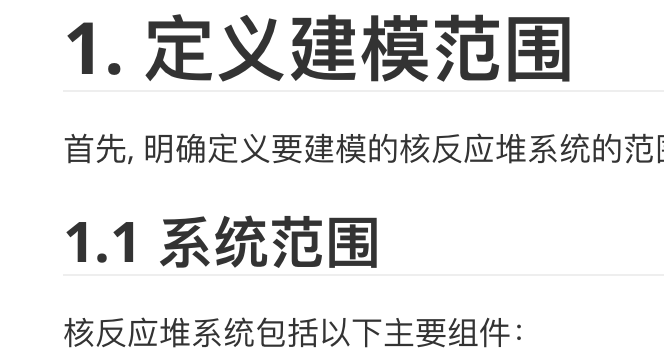 1. 定义建模范围
首先, 明确定义要建模的核反应堆系统的范
1.1 系统范围
核反应堆系统包括以下主要组件：